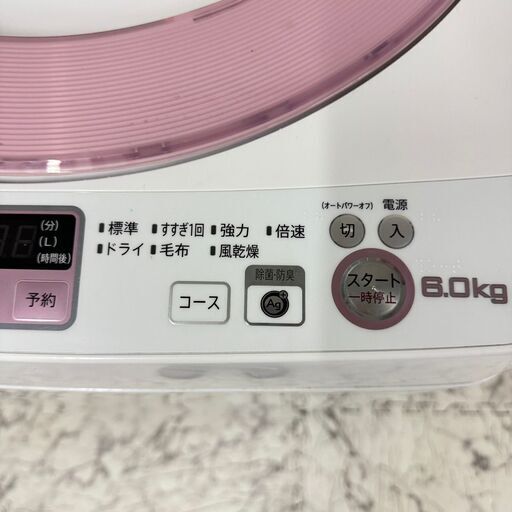 (オートパワーオフ) 電源
切 入
(分)
(L)
(時間後)
標準 すすぎ1回 強力 倍速
ドライ 毛布 風乾燥
予約
コース
除菌・防臭
Ag+
スタート
一時停止
6.0kg